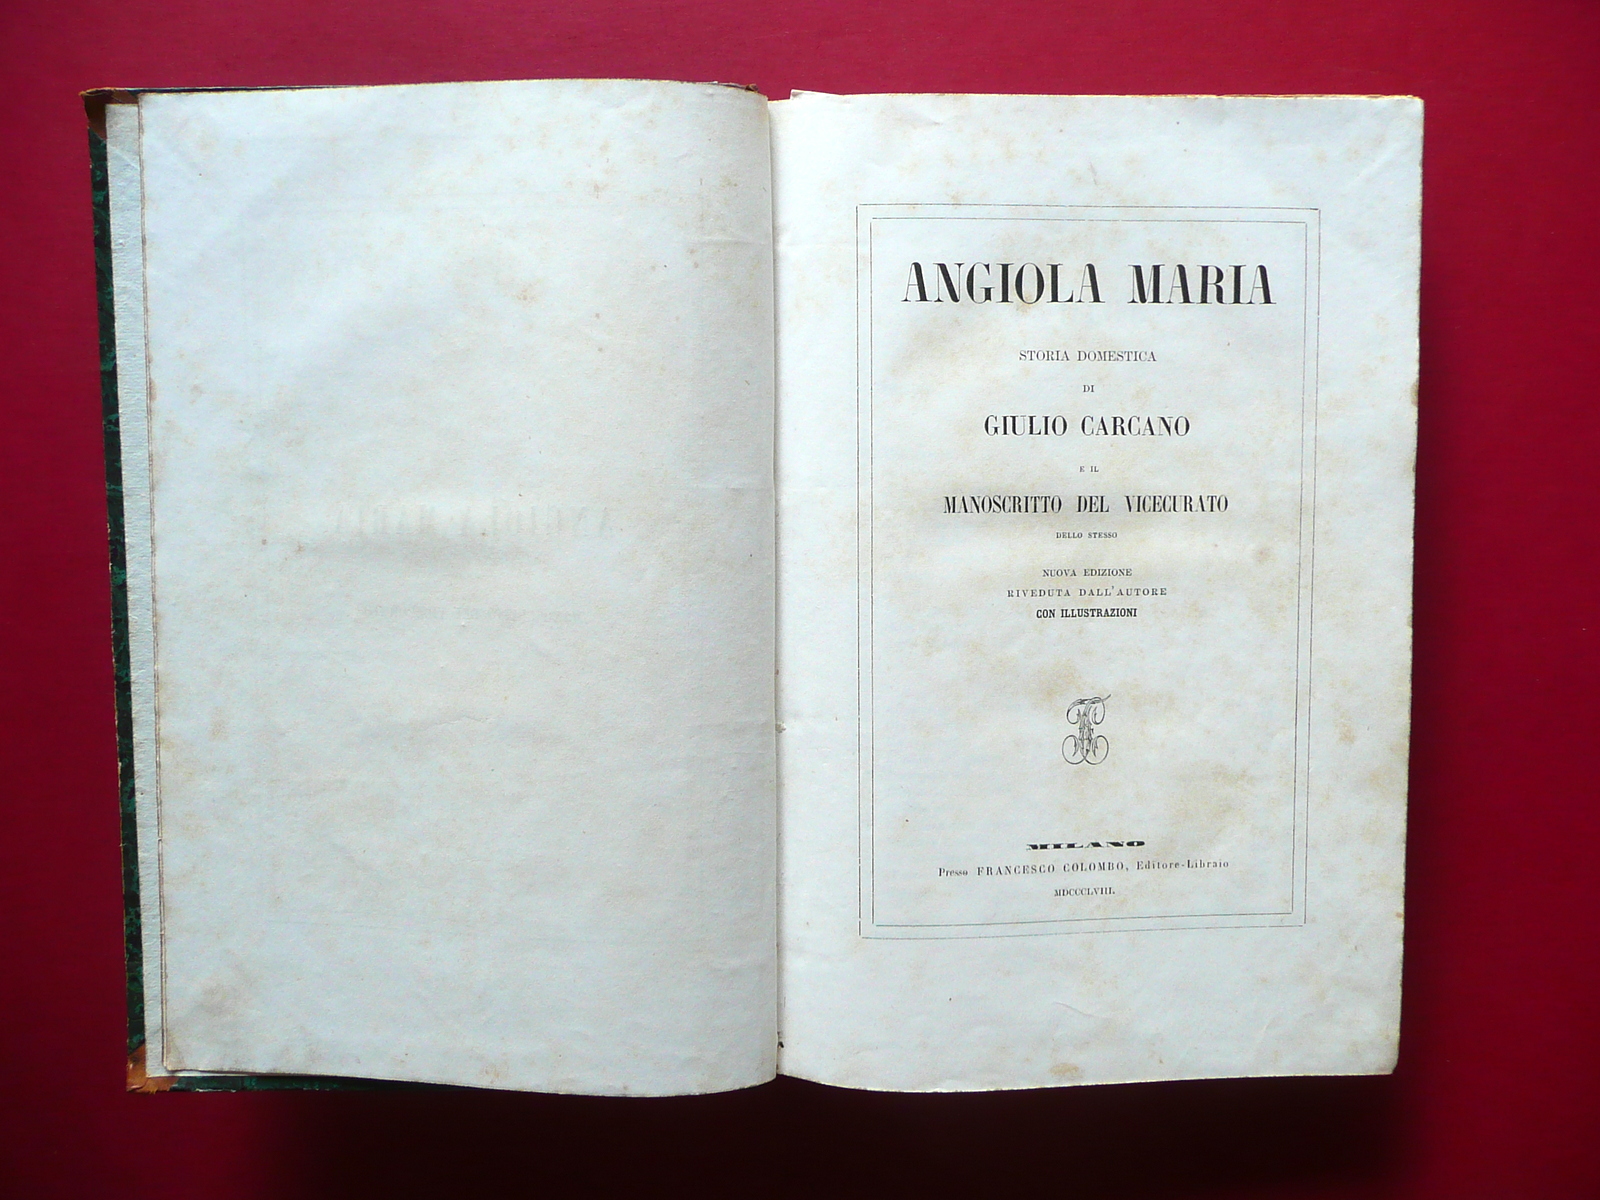 ANGIOLA MARIA
STORIA DOMESTICA
DI
GIULIO CARCANO
E IL
MANOSCRITTO DEL VICECURATO
DELLO STESSO
NUOVA EDIZIONE
RIVEDUTA DALL'AUTORE
CON ILLUSTRAZIONI
MILANO
Presso FRANCESCO COLOMBO, Editore-Libraio
MDCCCLVIII.